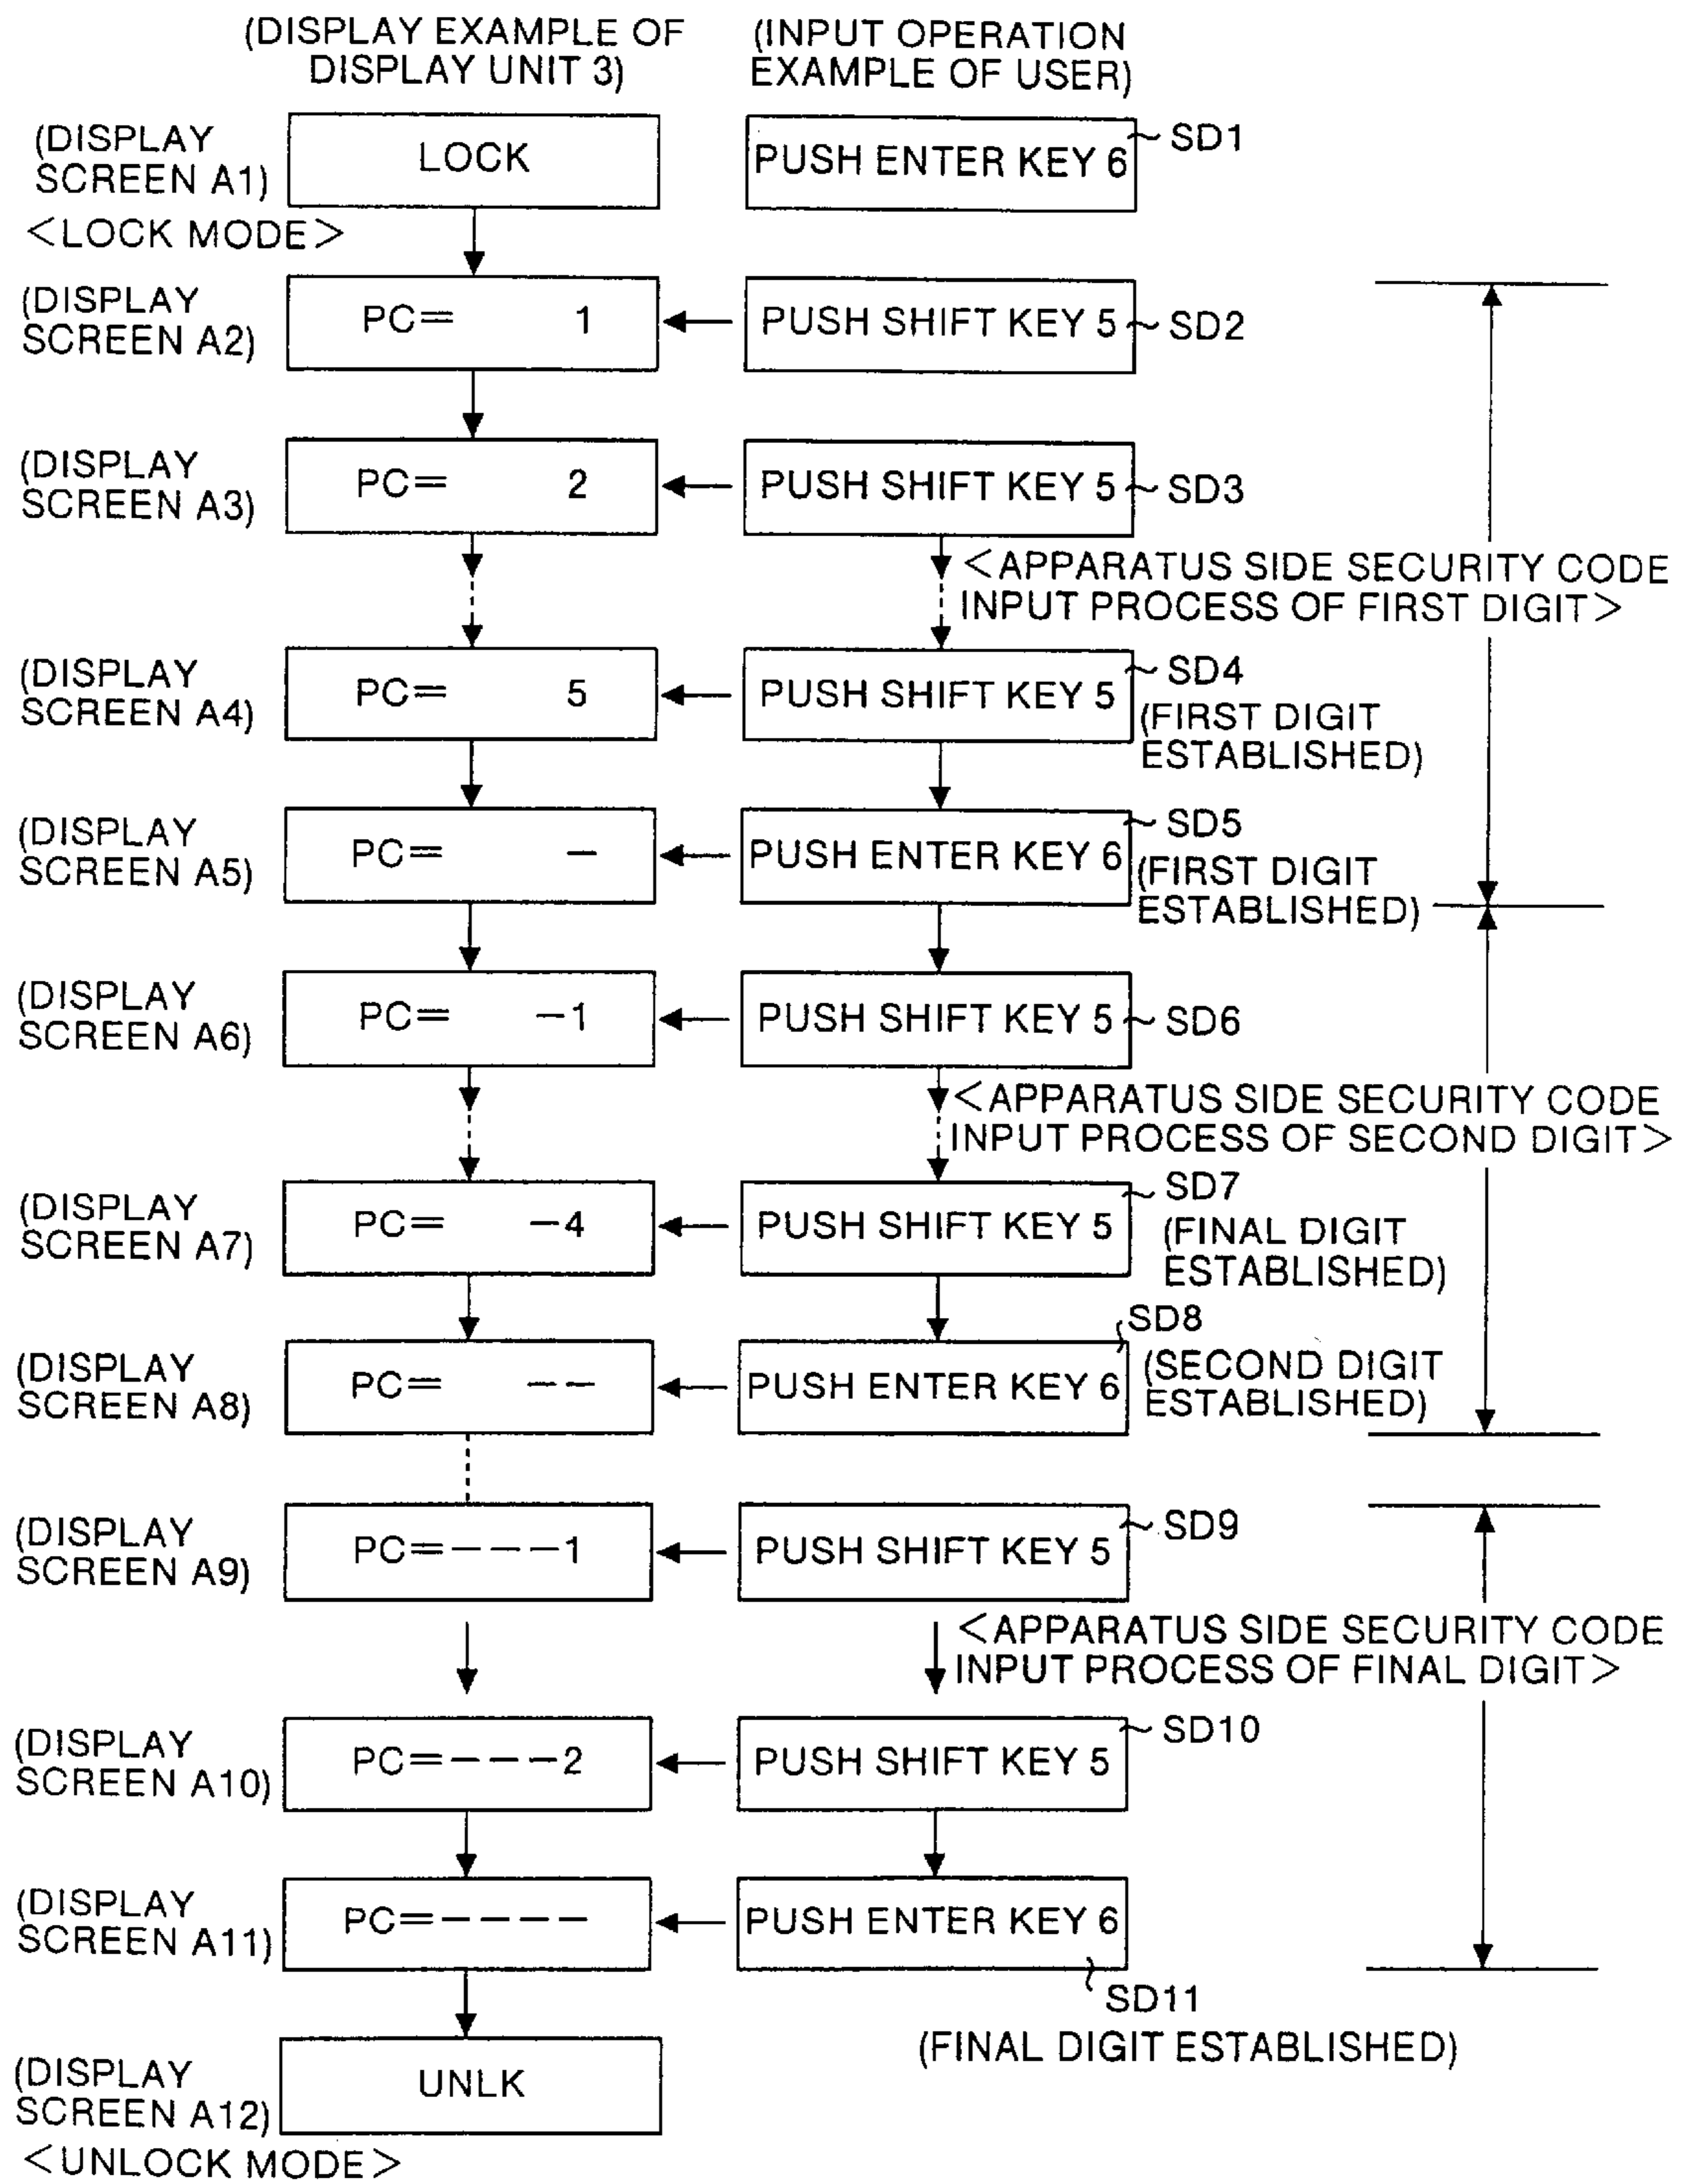 (DISPLAY EXAMPLE OF
DISPLAY UNIT 3)
(INPUT OPERATION
EXAMPLE OF USER)
(DISPLAY
SCREEN A1)
LOCK
PUSH ENTER KEY 6
SD1
<LOCK MODE>
(DISPLAY
SCREEN A2)
PC= 1
PUSH SHIFT KEY 5
SD2
(DISPLAY
SCREEN A3)
PC= 2
PUSH SHIFT KEY 5
SD3
<APPARATUS SIDE SECURITY CODE
INPUT PROCESS OF FIRST DIGIT>
(DISPLAY
SCREEN A4)
PC= 5
PUSH SHIFT KEY 5
SD4
(FIRST DIGIT
ESTABLISHED)
(DISPLAY
SCREEN A5)
PC= –
PUSH ENTER KEY 6
SD5
(FIRST DIGIT
ESTABLISHED)
(DISPLAY
SCREEN A6)
PC= –1
PUSH SHIFT KEY 5
SD6
<APPARATUS SIDE SECURITY CODE
INPUT PROCESS OF SECOND DIGIT>
(DISPLAY
SCREEN A7)
PC= –4
PUSH SHIFT KEY 5
SD7
(FINAL DIGIT
ESTABLISHED)
(DISPLAY
SCREEN A8)
PC= ––
PUSH ENTER KEY 6
SD8
(SECOND DIGIT
ESTABLISHED)
(DISPLAY
SCREEN A9)
PC=–––1
PUSH SHIFT KEY 5
SD9
<APPARATUS SIDE SECURITY CODE
INPUT PROCESS OF FINAL DIGIT>
(DISPLAY
SCREEN A10)
PC=–––2
PUSH SHIFT KEY 5
SD10
(DISPLAY
SCREEN A11)
PC=––––
PUSH ENTER KEY 6
SD11
(FINAL DIGIT ESTABLISHED)
(DISPLAY
SCREEN A12)
UNLK
<UNLOCK MODE>